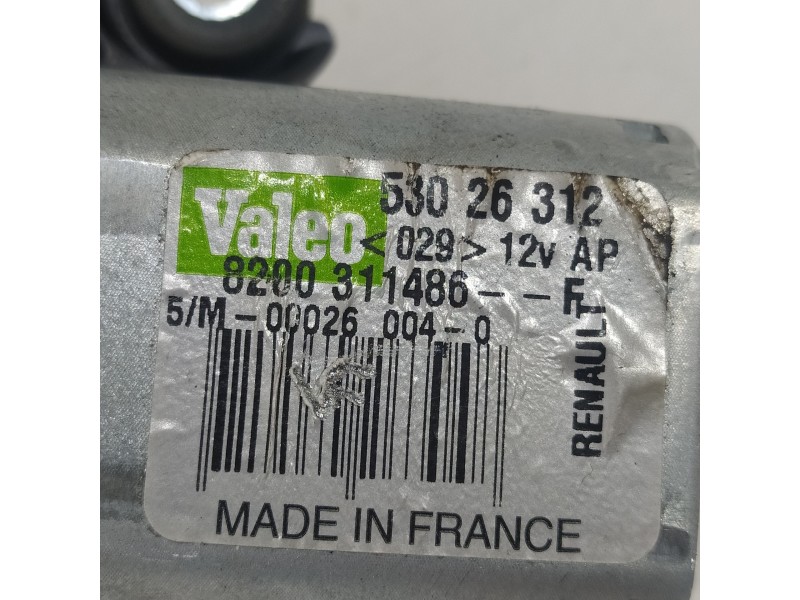 Valeo 530 26 312
<029> 12v AP
8200 311486--F
5/M-00026 004-0
RENAULT
MADE IN FRANCE